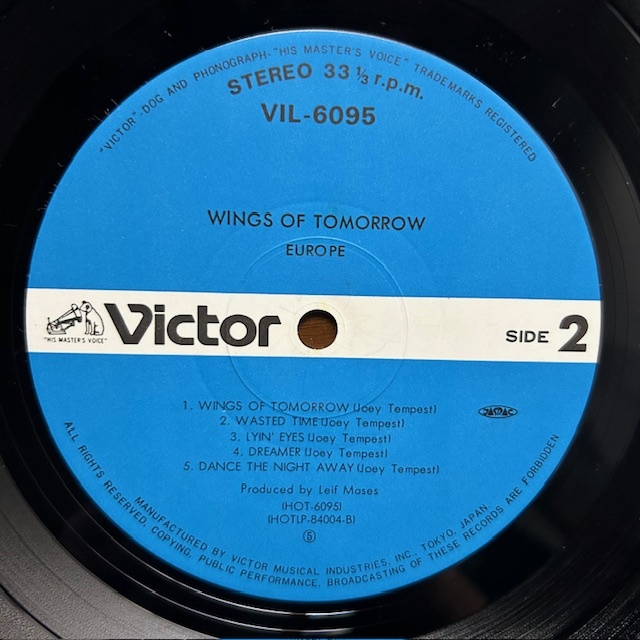 "VICTOR"-DOG AND PHONOGRAPH-"HIS MASTER'S VOICE" TRADEMARKS REGISTERED
STEREO 33 ⅓ r.p.m.
VIL-6095
WINGS OF TOMORROW
EUROPE
"HIS MASTER'S VOICE"
Victor
SIDE 2
1. WINGS OF TOMORROW (Joey Tempest)
2. WASTED TIME (Joey Tempest)
3. LYIN' EYES (Joey Tempest)
4. DREAMER (Joey Tempest)
5. DANCE THE NIGHT AWAY (Joey Tempest)
JASRAC
Produced by Leif Mases
(HOT-6095)
(HOTLP-84004-B)
⑤
MANUFACTURED BY VICTOR MUSICAL INDUSTRIES, INC., TOKYO, JAPAN.
ALL RIGHTS RESERVED. COPYING, PUBLIC PERFORMANCE, BROADCASTING OF THESE RECORDS ARE FORBIDDEN